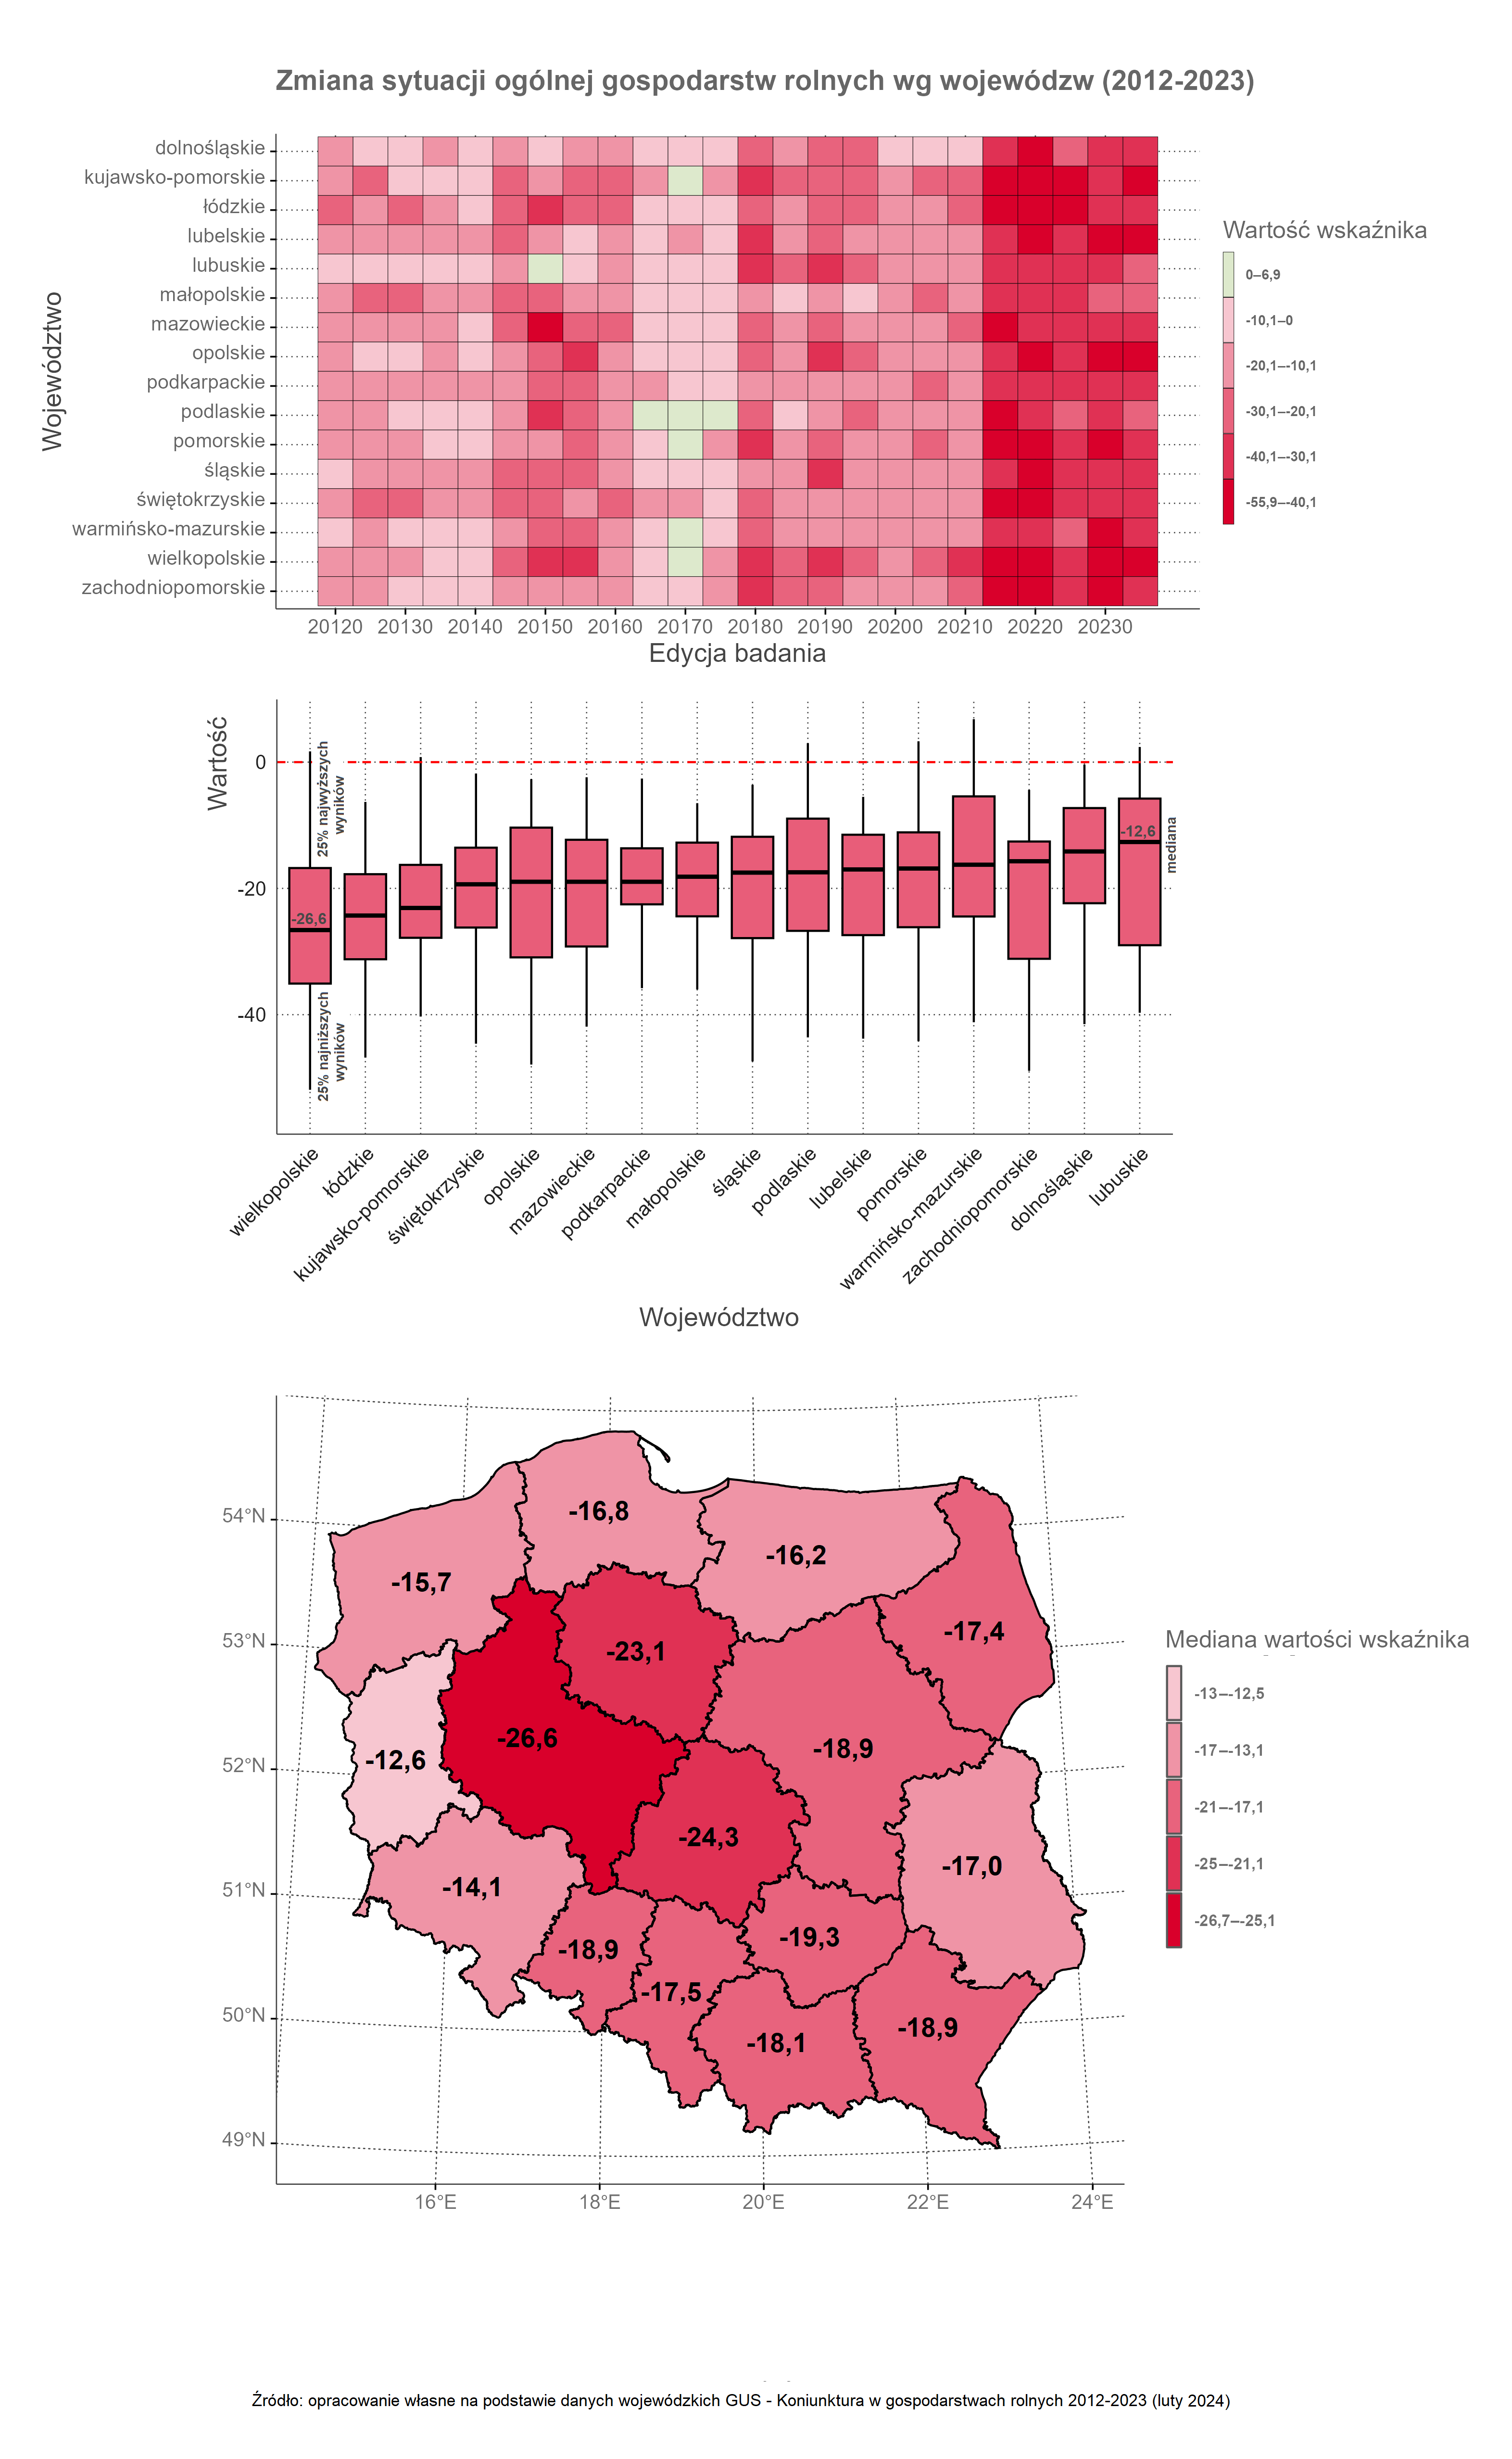 Zmiana sytuacji ogólnej gospodarstw rolnych wg wojewódzw (2012-2023)
Województwo
dolnośląskie
kujawsko-pomorskie
łódzkie
lubelskie
lubuskie
małopolskie
mazowieckie
opolskie
podkarpackie
podlaskie
pomorskie
śląskie
świętokrzyskie
warmińsko-mazurskie
wielkopolskie
zachodniopomorskie
20120 20130 20140 20150 20160 20170 20180 20190 20200 20210 20220 20230
Edycja badania
Wartość wskaźnika
0–6,9
-10,1–0
-20,1–-10,1
-30,1–-20,1
-40,1–-30,1
-55,9–-40,1
Wartość
0
-20
-40
25% najwyższych
wyników
-26,6
25% najniższych
wyników
-12,6
mediana
wielkopolskie
łódzkie
kujawsko-pomorskie
świętokrzyskie
opolskie
mazowieckie
podkarpackie
małopolskie
śląskie
podlaskie
lubelskie
pomorskie
warmińsko-mazurskie
zachodniopomorskie
dolnośląskie
lubuskie
Województwo
54°N
53°N
52°N
51°N
50°N
49°N
-16,8
-16,2
-15,7
-17,4
-23,1
-26,6
-18,9
-12,6
-24,3
-17,0
-14,1
-19,3
-18,9
-17,5
-18,9
-18,1
16°E 18°E 20°E 22°E 24°E
Mediana wartości wskaźnika
-13–-12,5
-17–-13,1
-21–-17,1
-25–-21,1
-26,7–-25,1
Źródło: opracowanie własne na podstawie danych wojewódzkich GUS - Koniunktura w gospodarstwach rolnych 2012-2023 (luty 2024)